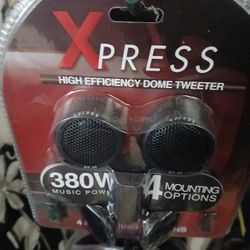 XPRESS
HIGH EFFICIENCY DOME TWEETER
380W
MUSIC POWER
4 MOUNTING
OPTIONS